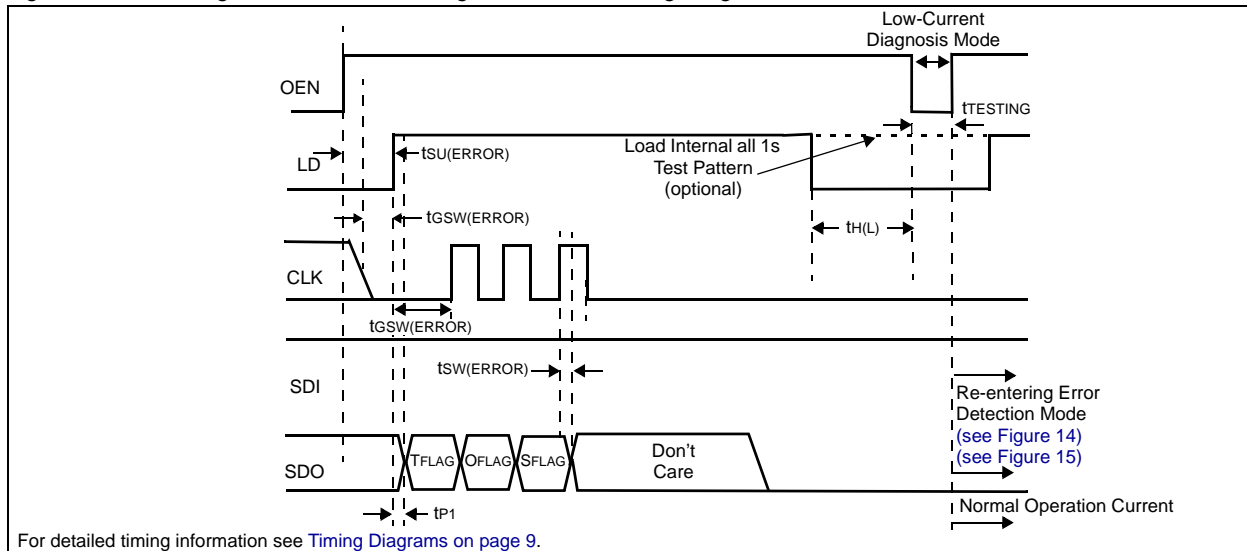 Low-Current
Diagnosis Mode
OEN
tTESTING
LD
tSU(ERROR)
Load Internal all 1s
Test Pattern
(optional)
tGSW(ERROR)
tH(L)
CLK
tGSW(ERROR)
tSW(ERROR)
SDI
Re-entering Error
Detection Mode
(see Figure 14)
(see Figure 15)
SDO
TFLAG
OFLAG
SFLAG
Don't
Care
tP1
Normal Operation Current
For detailed timing information see Timing Diagrams on page 9.